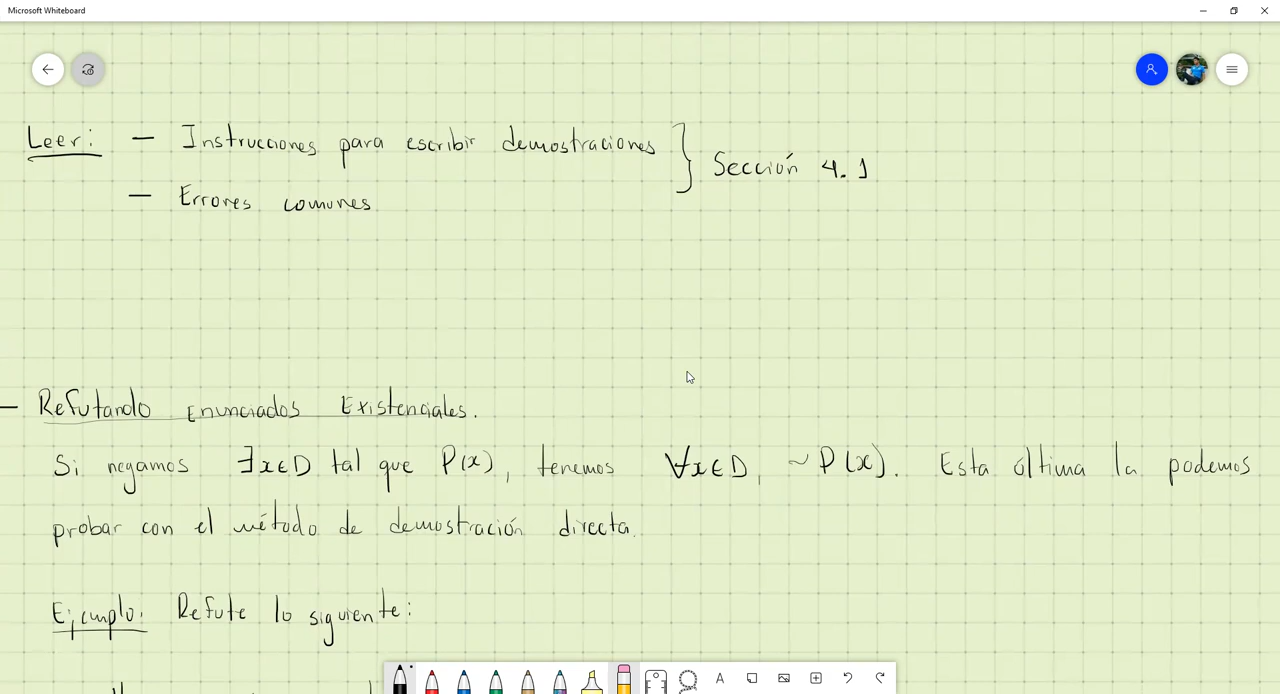 Microsoft Whiteboard
Leer: — Instrucciones para escribir demostraciones } Sección 4.1
— Errores comunes
— Refutando Enunciados Existenciales.
Si negamos ∃x∈D tal que P(x), tenemos ∀x∈D, ~P(x). Esta última la podemos
probar con el método de demostración directa.
Ejemplo: Refute lo siguiente: